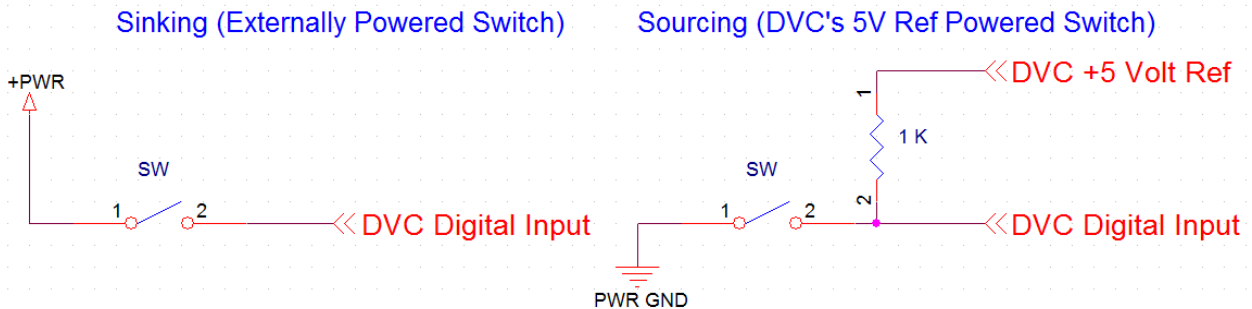 Sinking (Externally Powered Switch)
Sourcing (DVC's 5V Ref Powered Switch)
+PWR
DVC +5 Volt Ref
1
1 K
SW
SW
1
2
DVC Digital Input
1
2
2
DVC Digital Input
PWR GND